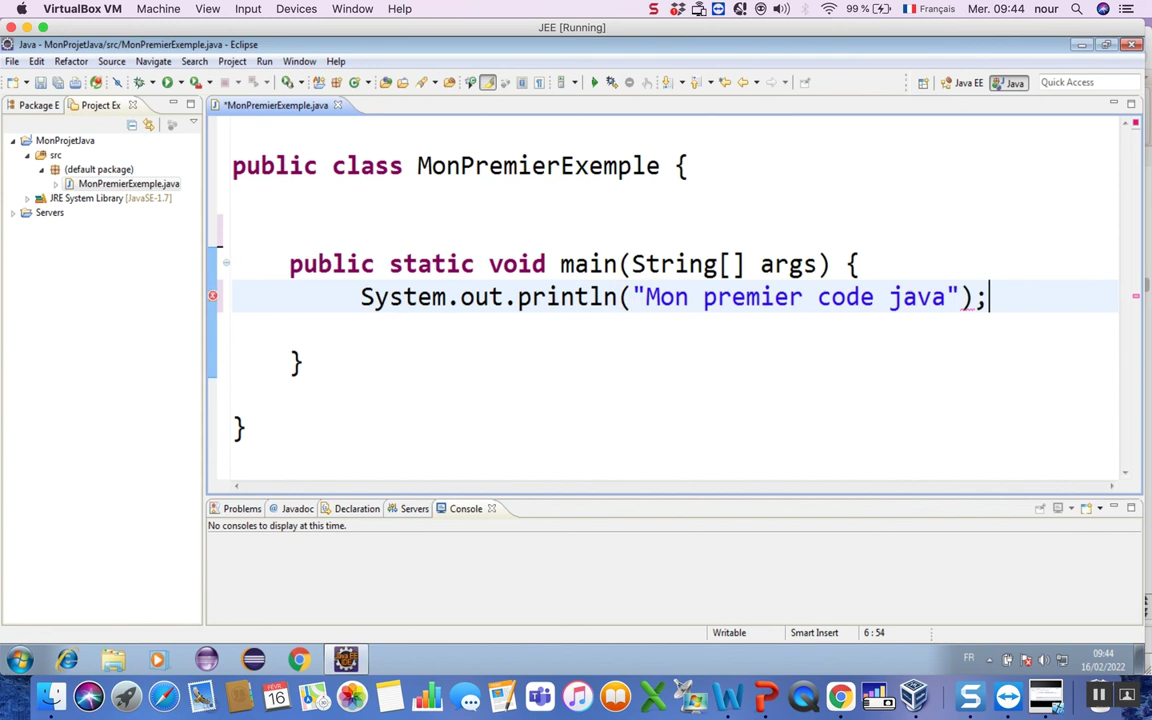 VirtualBox VM Machine View Input Devices Window Help 99 % Français Mer. 09:44 nour
JEE [Running]
Java - MonProjetJava/src/MonPremierExemple.java - Eclipse
File Edit Refactor Source Navigate Search Project Run Window Help
Java EE Java Quick Access
Package E Project Ex
*MonPremierExemple.java
MonProjetJava
src
(default package)
MonPremierExemple.java
JRE System Library [JavaSE-1.7]
Servers
public class MonPremierExemple {
public static void main(String[] args) {
System.out.println("Mon premier code java");
}
}
Problems @ Javadoc Declaration Servers Console
No consoles to display at this time.
Writable Smart Insert 6 : 54
FR 09:44
16/02/2022